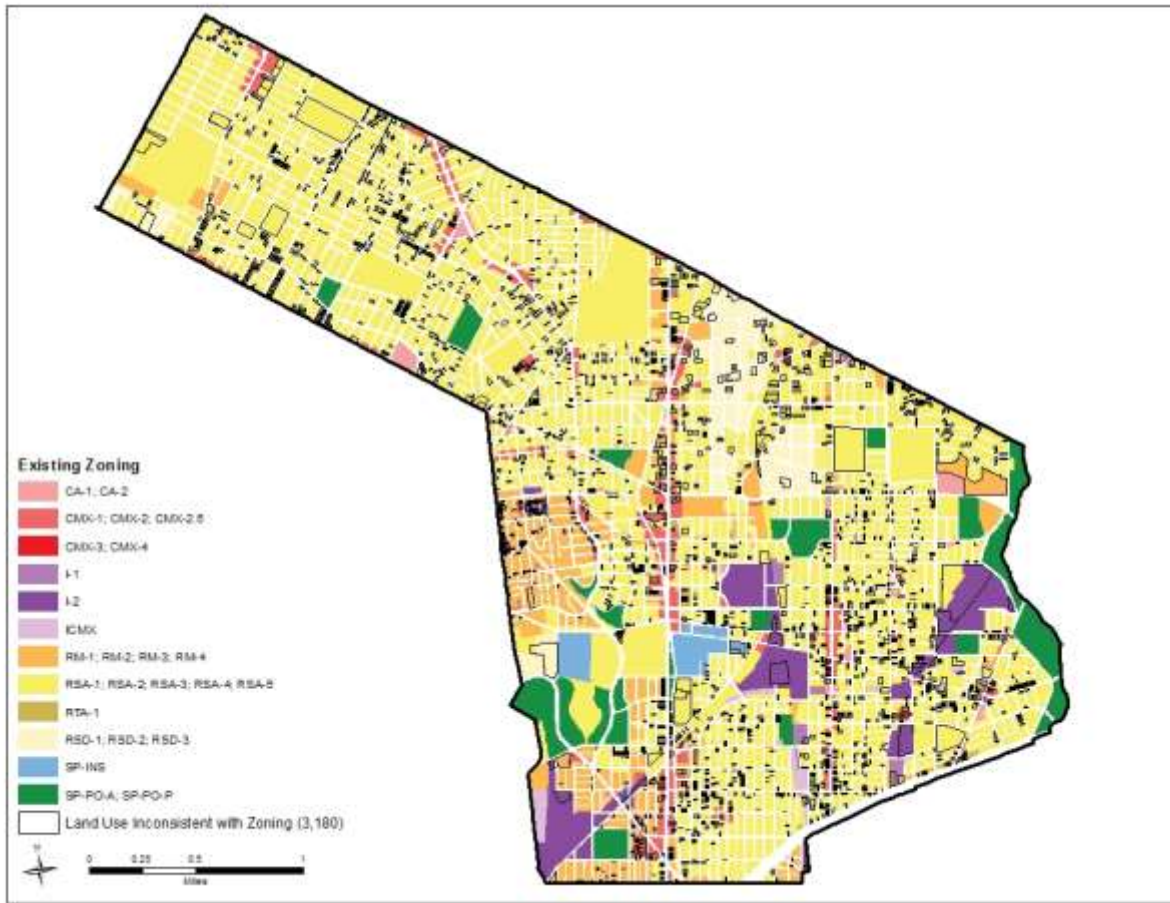 Existing Zoning
CA-1; CA-2
CMX-1; CMX-2; CMX-2.5
CMX-3; CMX-4
I-1
I-2
ICMX
RM-1; RM-2; RM-3; RM-4
RSA-1; RSA-2; RSA-3; RSA-4; RSA-5
RTA-1
RSD-1; RSD-2; RSD-3
SP-INS
SP-PO-A; SP-PO-P
Land Use Inconsistent with Zoning (3,180)
N
0 0.25 0.5 1
Miles